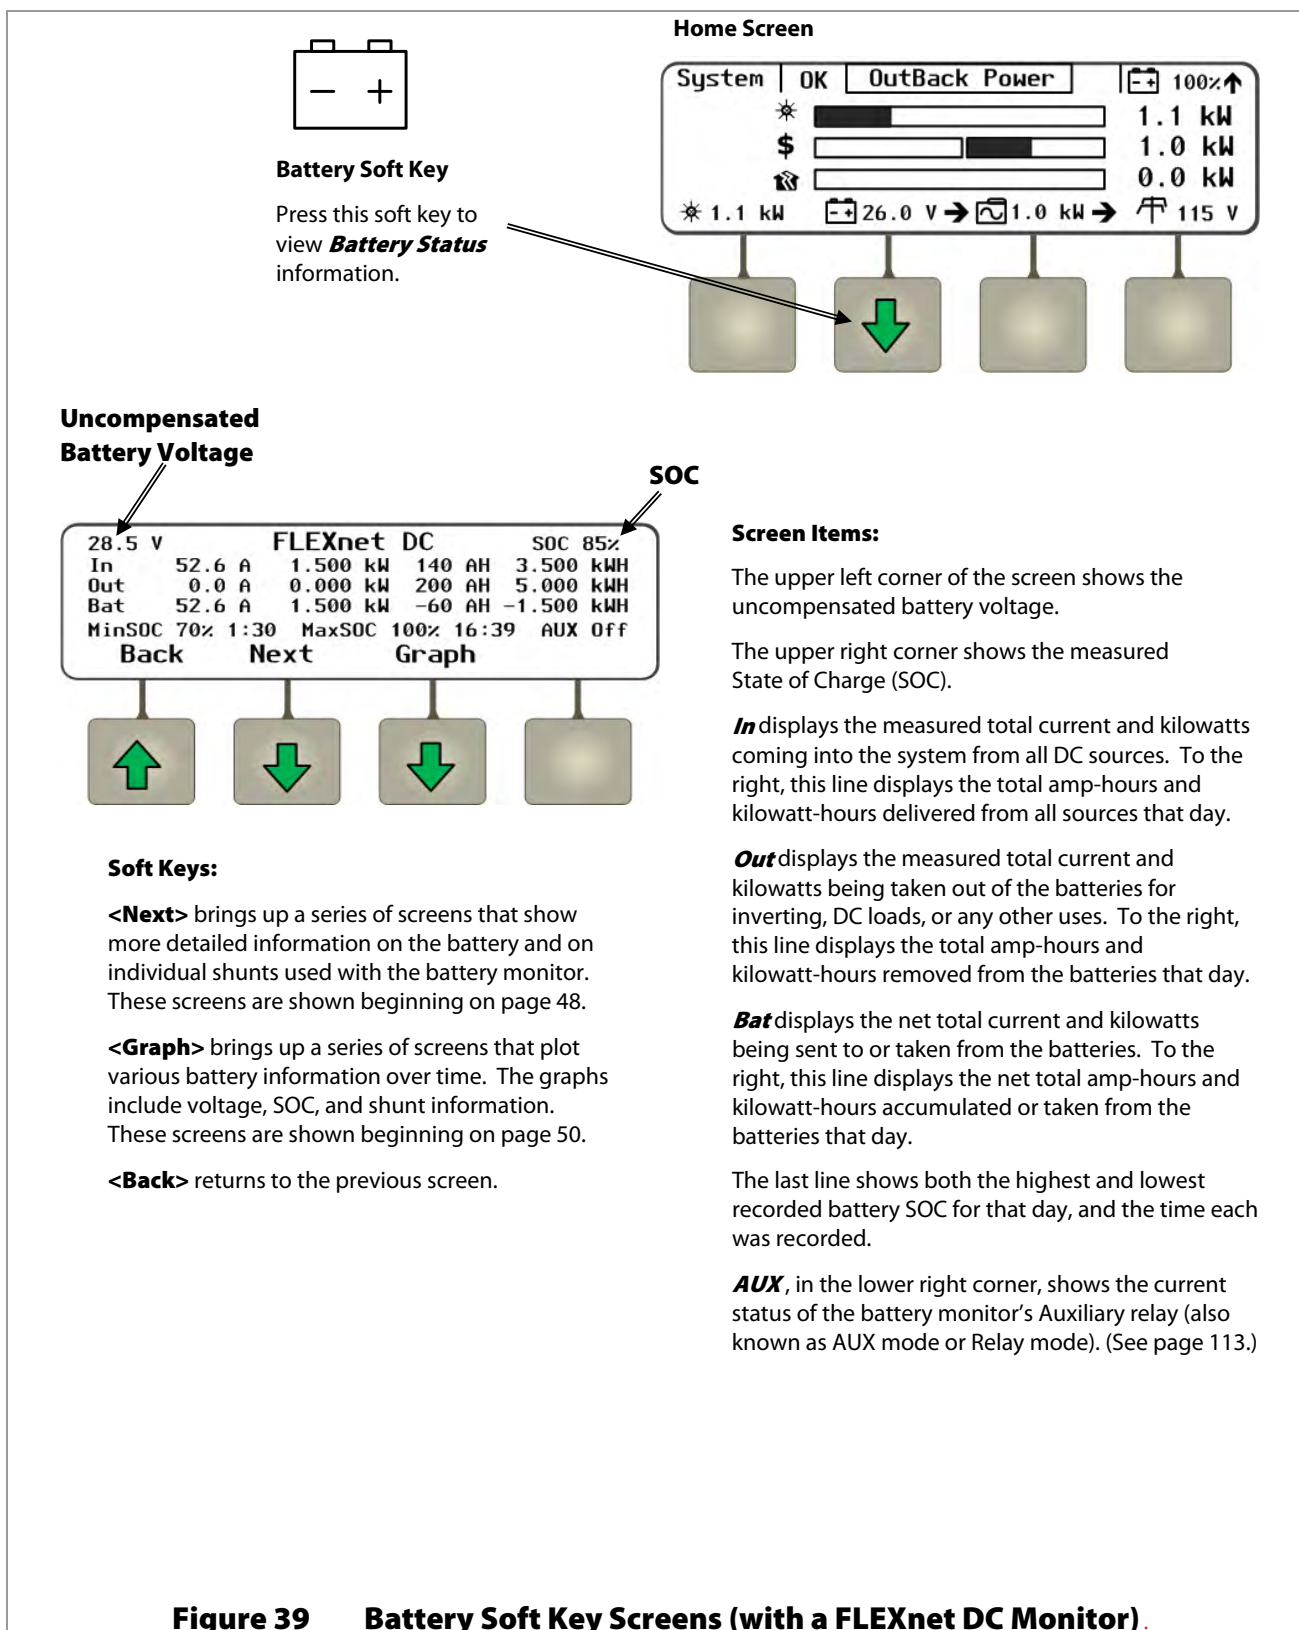 Home Screen
System OK OutBack Power 100%
1.1 kW
$ 1.0 kW
0.0 kW
1.1 kW 26.0 V 1.0 kW 115 V
Battery Soft Key
Press this soft key to
view Battery Status
information.
Uncompensated
Battery Voltage
SOC
28.5 V FLEXnet DC SOC 85%
In 52.6 A 1.500 kW 140 AH 3.500 kWH
Out 0.0 A 0.000 kW 200 AH 5.000 kWH
Bat 52.6 A 1.500 kW -60 AH -1.500 kWH
MinSOC 70% 1:30 MaxSOC 100% 16:39 AUX Off
Back Next Graph
Soft Keys:
<Next> brings up a series of screens that show
more detailed information on the battery and on
individual shunts used with the battery monitor.
These screens are shown beginning on page 48.
<Graph> brings up a series of screens that plot
various battery information over time. The graphs
include voltage, SOC, and shunt information.
These screens are shown beginning on page 50.
<Back> returns to the previous screen.
Screen Items:
The upper left corner of the screen shows the
uncompensated battery voltage.
The upper right corner shows the measured
State of Charge (SOC).
In displays the measured total current and kilowatts
coming into the system from all DC sources. To the
right, this line displays the total amp-hours and
kilowatt-hours delivered from all sources that day.
Out displays the measured total current and
kilowatts being taken out of the batteries for
inverting, DC loads, or any other uses. To the right,
this line displays the total amp-hours and
kilowatt-hours removed from the batteries that day.
Bat displays the net total current and kilowatts
being sent to or taken from the batteries. To the
right, this line displays the net total amp-hours and
kilowatt-hours accumulated or taken from the
batteries that day.
The last line shows both the highest and lowest
recorded battery SOC for that day, and the time each
was recorded.
AUX, in the lower right corner, shows the current
status of the battery monitor's Auxiliary relay (also
known as AUX mode or Relay mode). (See page 113.)
Figure 39 Battery Soft Key Screens (with a FLEXnet DC Monitor).